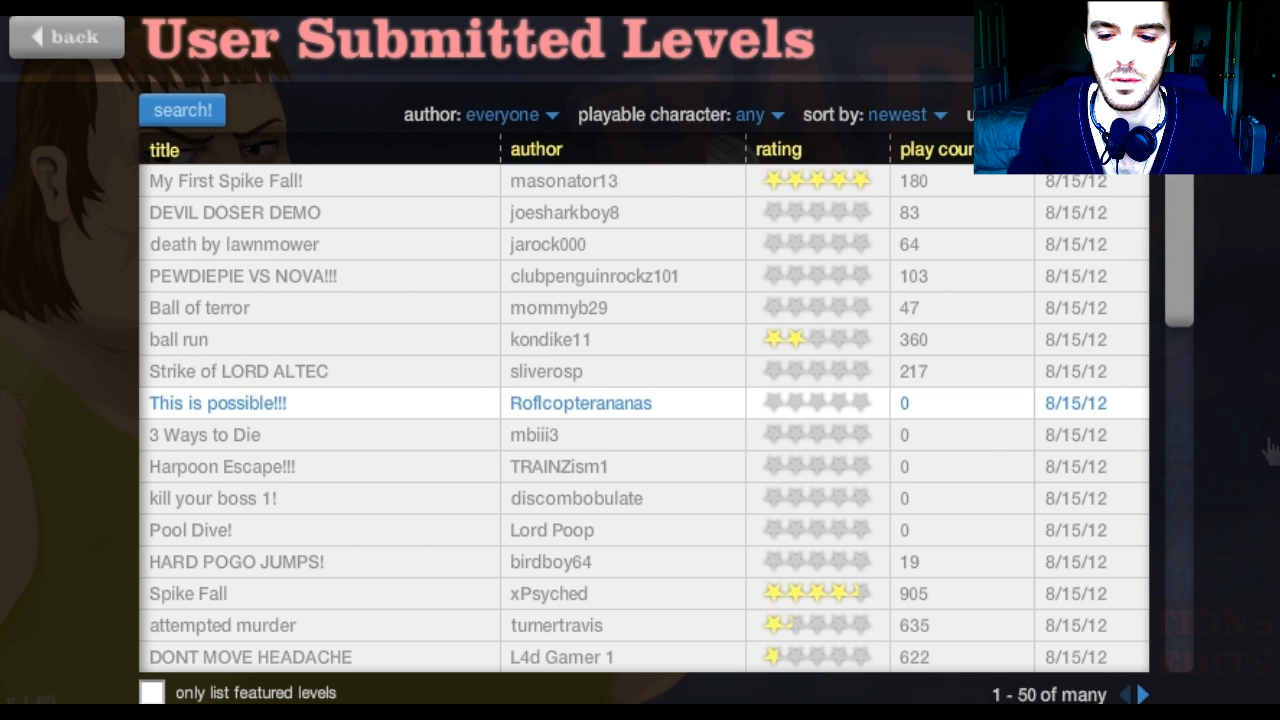 back
User Submitted Levels
search!
author: everyone playable character: any sort by: newest u
title author rating play coun
My First Spike Fall! masonator13 180 8/15/12
DEVIL DOSER DEMO joesharkboy8 83 8/15/12
death by lawnmower jarock000 64 8/15/12
PEWDIEPIE VS NOVA!!! clubpenguinrockz101 103 8/15/12
Ball of terror mommyb29 47 8/15/12
ball run kondike11 360 8/15/12
Strike of LORD ALTEC sliverosp 217 8/15/12
This is possible!!! Roflcopterananas 0 8/15/12
3 Ways to Die mbiii3 0 8/15/12
Harpoon Escape!!! TRAINZism1 0 8/15/12
kill your boss 1! discombobulate 0 8/15/12
Pool Dive! Lord Poop 0 8/15/12
HARD POGO JUMPS! birdboy64 19 8/15/12
Spike Fall xPsyched 905 8/15/12
attempted murder tumertravis 635 8/15/12
DONT MOVE HEADACHE L4d Gamer 1 622 8/15/12
only list featured levels 1 - 50 of many